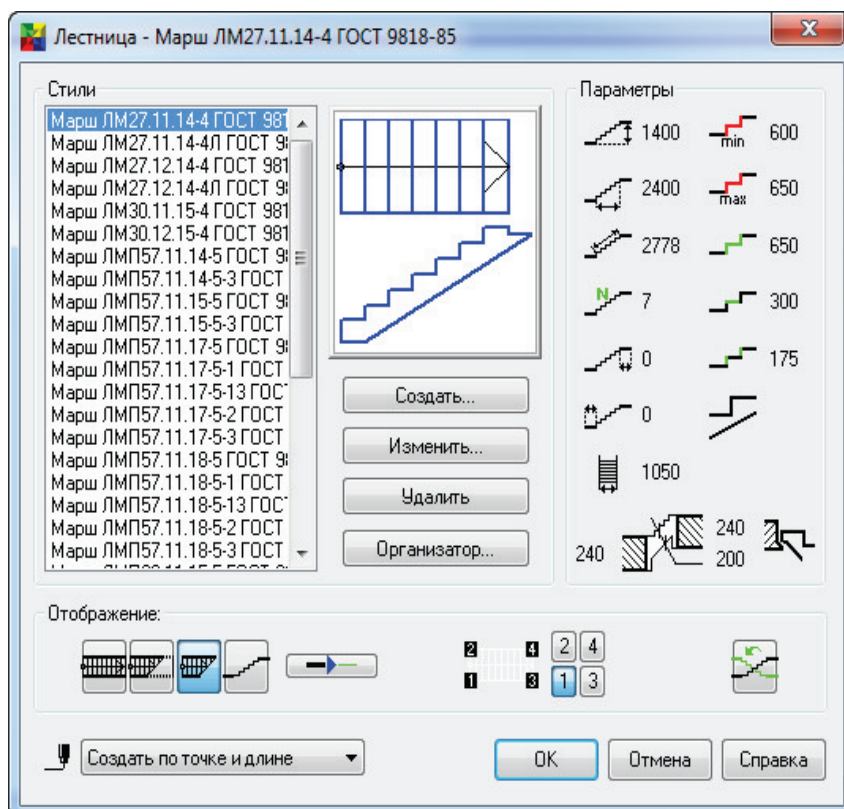 Лестница - Марш ЛМ27.11.14-4 ГОСТ 9818-85
x
Стили
Марш ЛМ27.11.14-4 ГОСТ 981
Марш ЛМ27.11.14-4Л ГОСТ 9
Марш ЛМ27.12.14-4 ГОСТ 981
Марш ЛМ27.12.14-4Л ГОСТ 9
Марш ЛМ30.11.15-4 ГОСТ 981
Марш ЛМ30.12.15-4 ГОСТ 981
Марш ЛМП57.11.14-5 ГОСТ 9
Марш ЛМП57.11.14-5-3 ГОСТ
Марш ЛМП57.11.15-5 ГОСТ 9
Марш ЛМП57.11.15-5-3 ГОСТ
Марш ЛМП57.11.17-5 ГОСТ 9
Марш ЛМП57.11.17-5-1 ГОСТ
Марш ЛМП57.11.17-5-13 ГОС
Марш ЛМП57.11.17-5-2 ГОСТ
Марш ЛМП57.11.17-5-3 ГОСТ
Марш ЛМП57.11.18-5 ГОСТ 9
Марш ЛМП57.11.18-5-1 ГОСТ
Марш ЛМП57.11.18-5-13 ГОС
Марш ЛМП57.11.18-5-2 ГОСТ
Марш ЛМП57.11.18-5-3 ГОСТ
Создать...
Изменить...
Удалить
Организатор...
Параметры
1400 min 600
2400 max 650
2778 650
N 7 300
0 175
0
1050
240 240
200
Отображение:
2 4 2 4
1 3 1 3
Создать по точке и длине
OK Отмена Справка